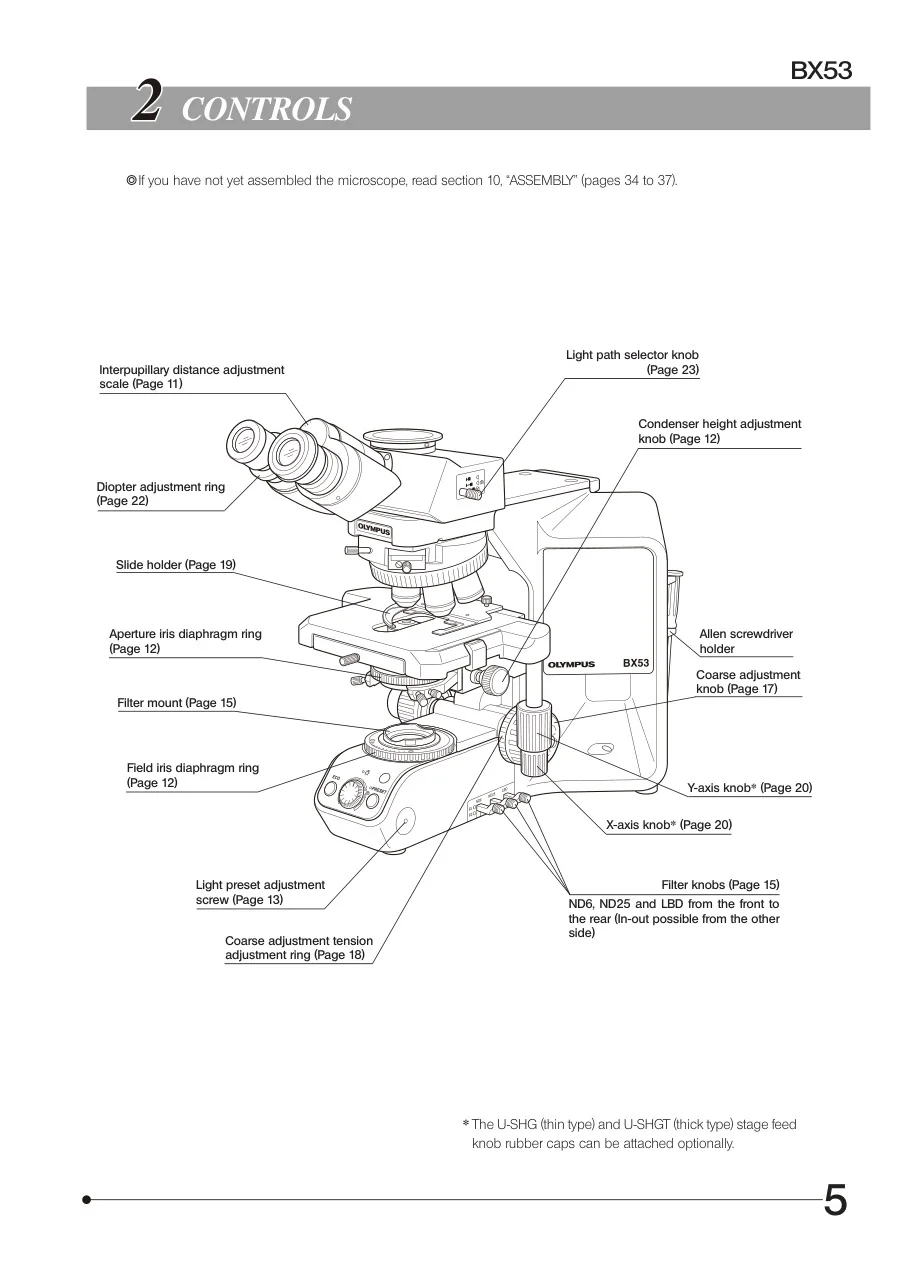 BX53
2 CONTROLS
◎If you have not yet assembled the microscope, read section 10, “ASSEMBLY” (pages 34 to 37).
Light path selector knob
(Page 23)
Interpupillary distance adjustment
scale (Page 11)
Condenser height adjustment
knob (Page 12)
Diopter adjustment ring
(Page 22)
OLYMPUS
Slide holder (Page 19)
Aperture iris diaphragm ring
(Page 12)
Allen screwdriver
holder
OLYMPUS BX53
Coarse adjustment
knob (Page 17)
Filter mount (Page 15)
Field iris diaphragm ring
(Page 12)
ECO
PRESET
Y-axis knob* (Page 20)
X-axis knob* (Page 20)
Light preset adjustment
screw (Page 13)
Filter knobs (Page 15)
ND6, ND25 and LBD from the front to
the rear (In-out possible from the other
side)
Coarse adjustment tension
adjustment ring (Page 18)
* The U-SHG (thin type) and U-SHGT (thick type) stage feed
knob rubber caps can be attached optionally.
5